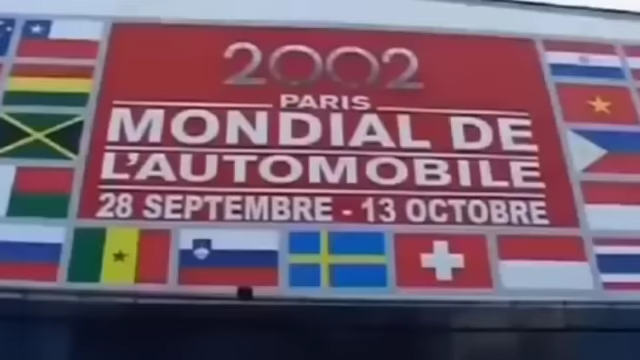 2002
PARIS
MONDIAL DE
L'AUTOMOBILE
28 SEPTEMBRE - 13 OCTOBRE